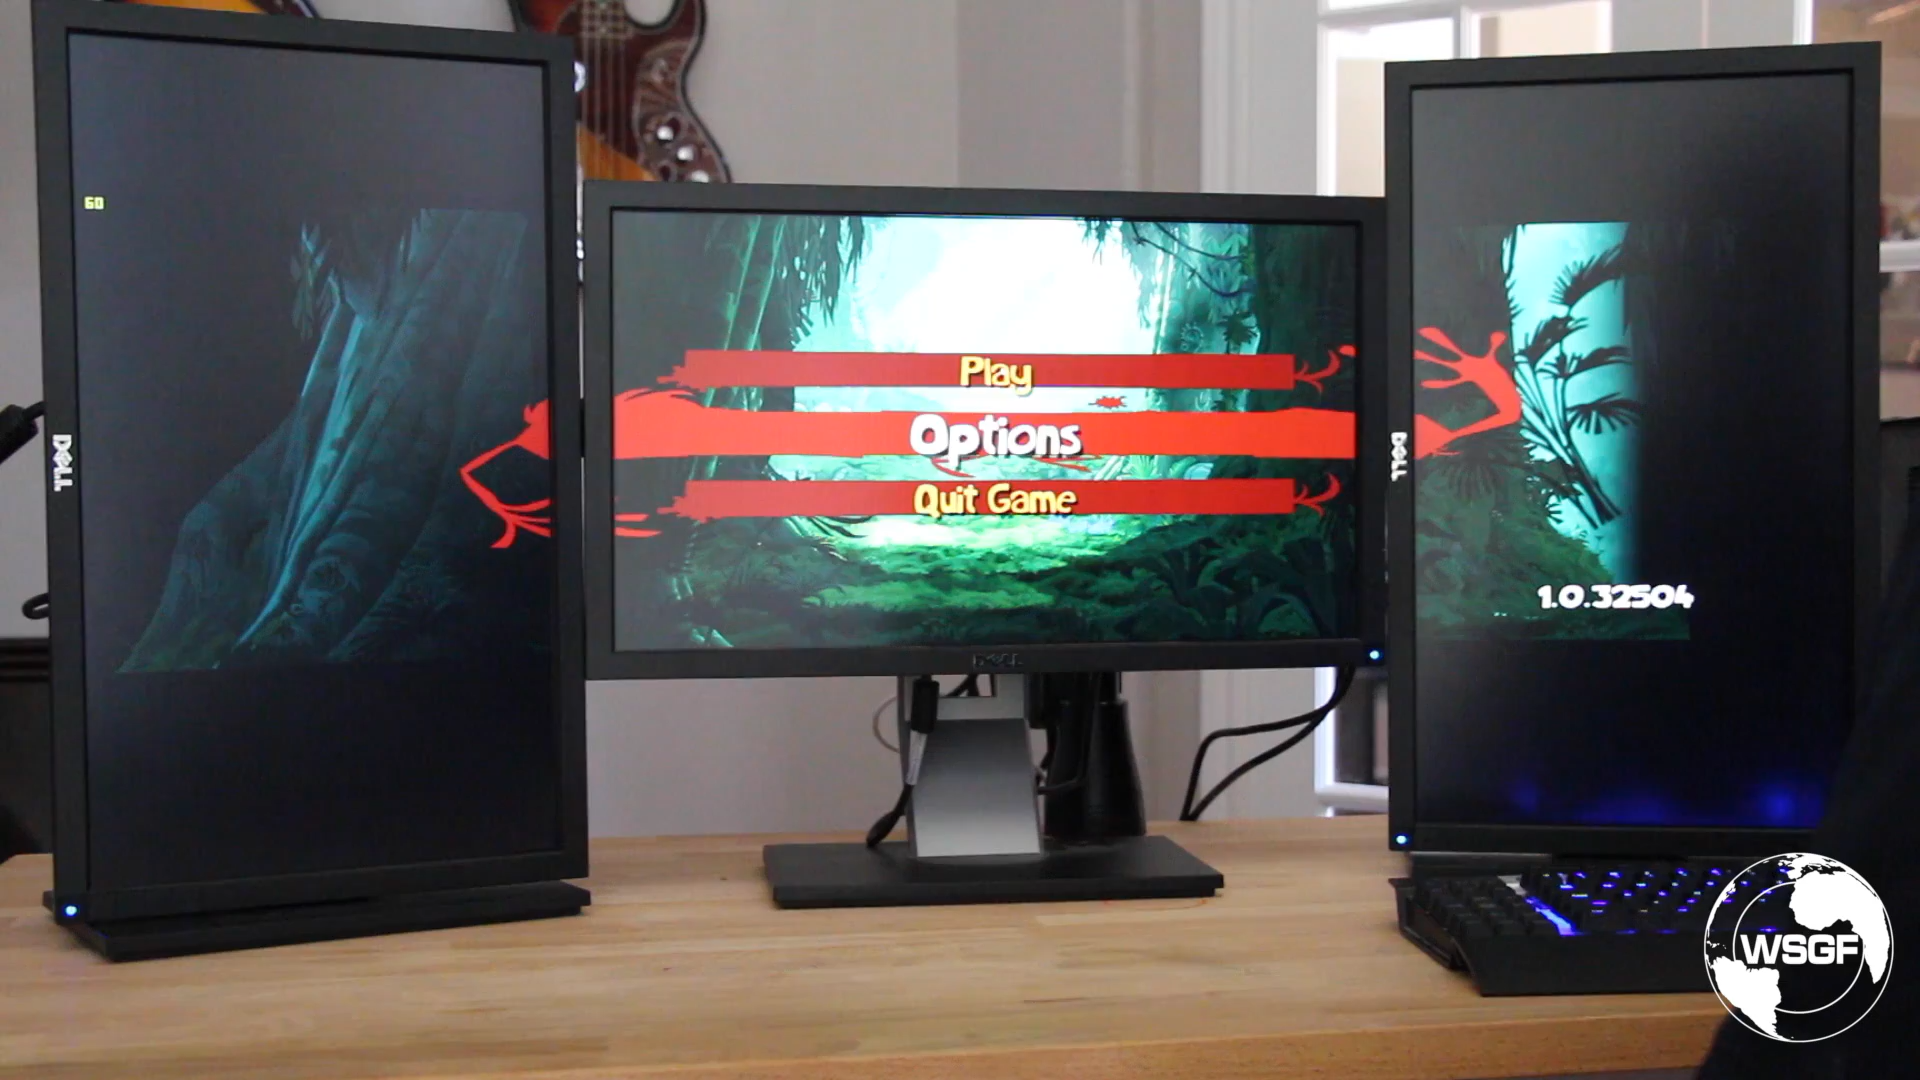 60
DELL
Play
Options
Quit Game
DELL
DELL
1.0.32504
WSGF